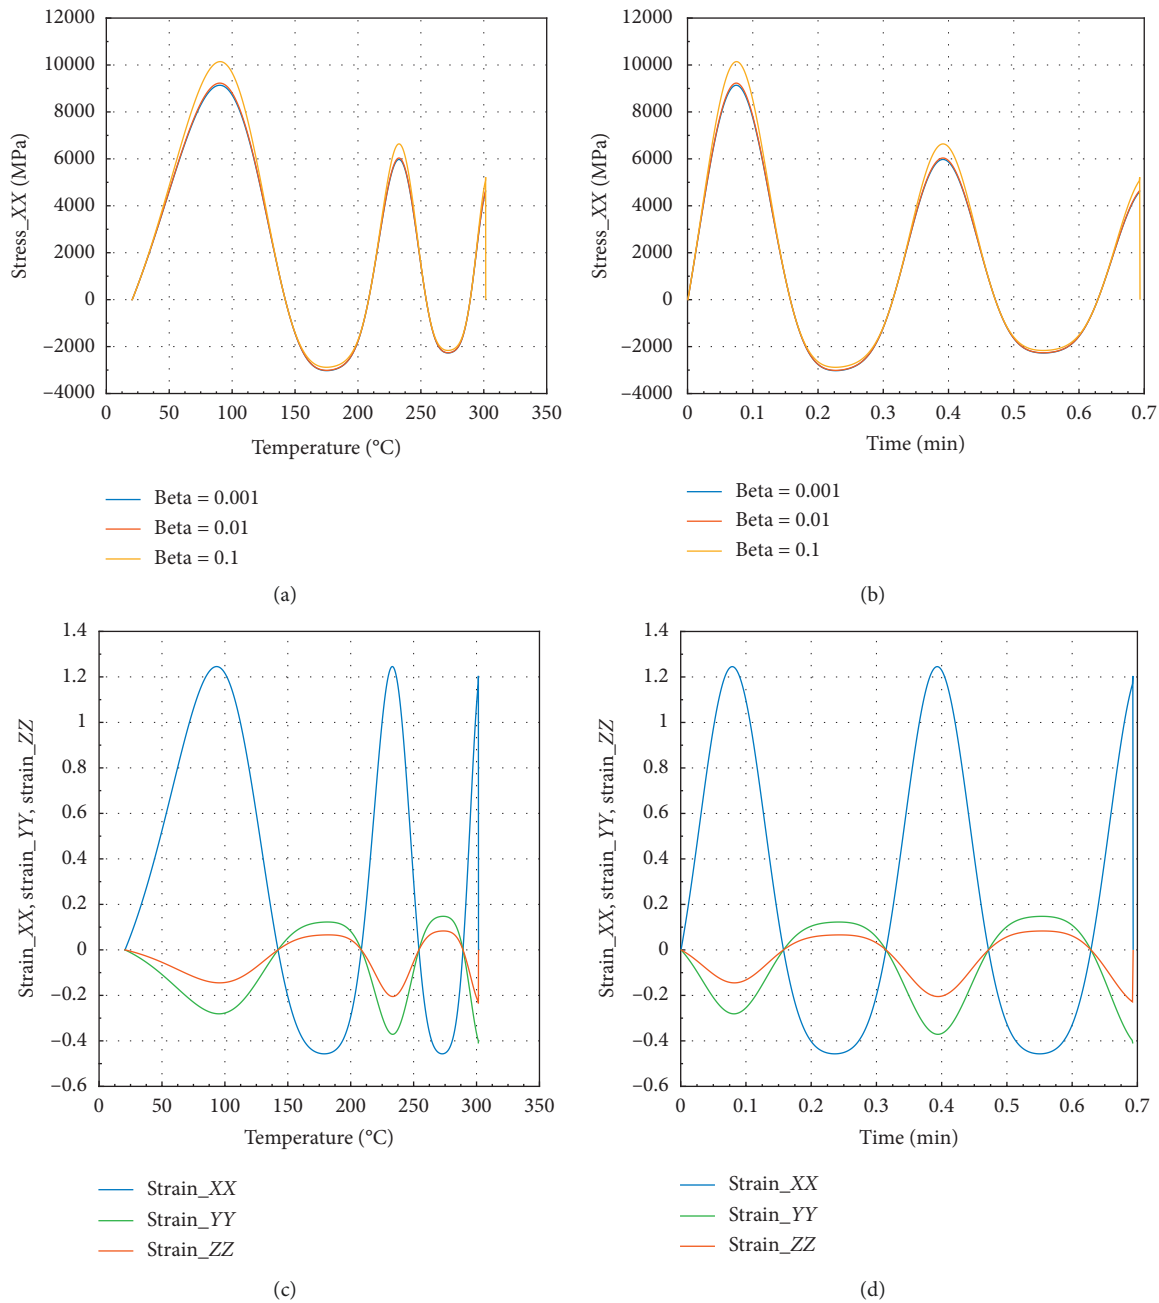 12000
10000
8000
6000
4000
2000
0
−2000
−4000
Stress_XX (MPa)
0 50 100 150 200 250 300 350
Temperature (°C)
Beta = 0.001
Beta = 0.01
Beta = 0.1
(a)
12000
10000
8000
6000
4000
2000
0
−2000
−4000
Stress_XX (MPa)
0 0.1 0.2 0.3 0.4 0.5 0.6 0.7
Time (min)
Beta = 0.001
Beta = 0.01
Beta = 0.1
(b)
1.4
1.2
1
0.8
0.6
0.4
0.2
0
−0.2
−0.4
−0.6
Strain_XX, strain_YY, strain_ZZ
0 50 100 150 200 250 300 350
Temperature (°C)
Strain_XX
Strain_YY
Strain_ZZ
(c)
1.4
1.2
1
0.8
0.6
0.4
0.2
0
−0.2
−0.4
−0.6
Strain_XX, strain_YY, strain_ZZ
0 0.1 0.2 0.3 0.4 0.5 0.6 0.7
Time (min)
Strain_XX
Strain_YY
Strain_ZZ
(d)